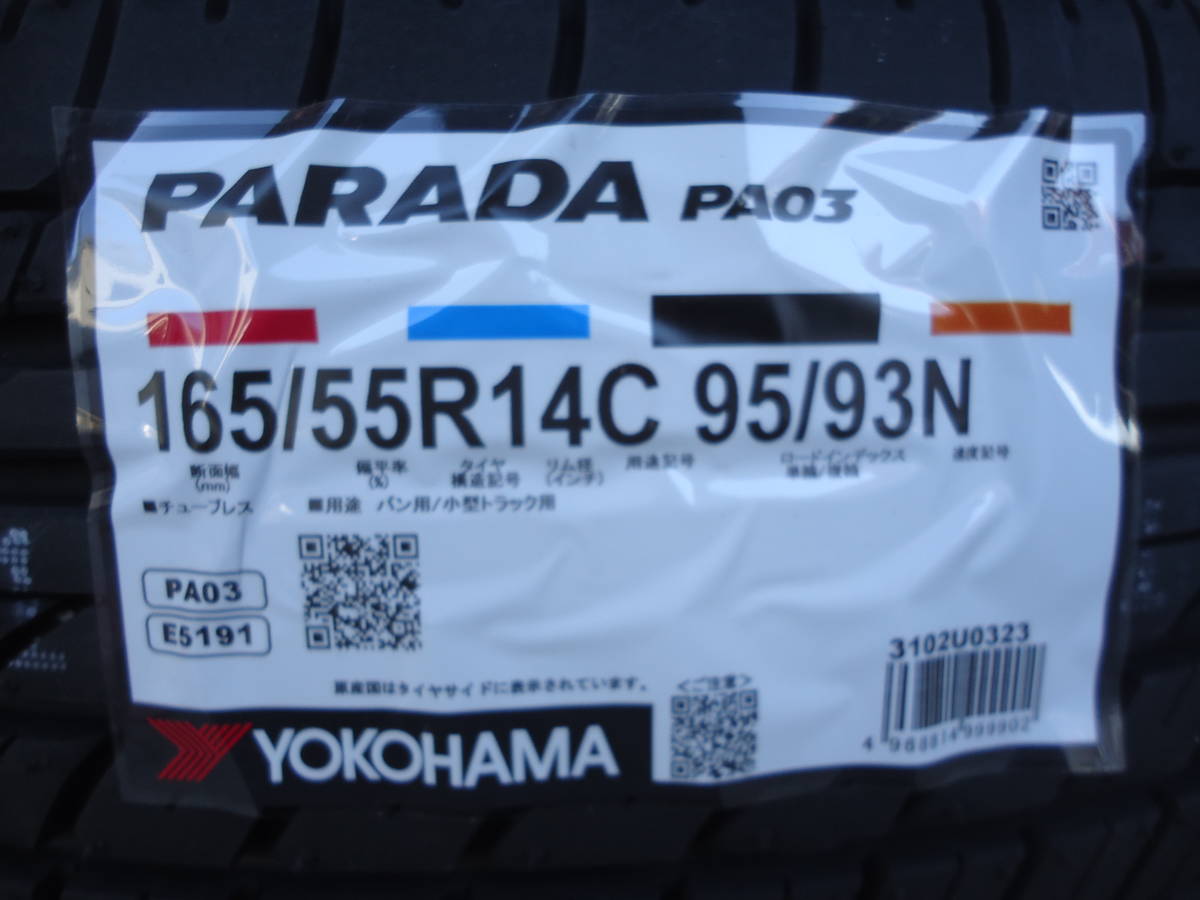 PARADA PA03
165/55R14C 95/93N
断面幅 偏平率 タイヤ リム径 用途記号 ロードインデックス 速度記号
(mm) (%) 構造記号 (インチ) 単輪/複輪
■チューブレス ■用途 バン用/小型トラック用
PA03
E5191
3102U0323
原産国はタイヤサイドに表示されています。 <ご注意>
YOKOHAMA